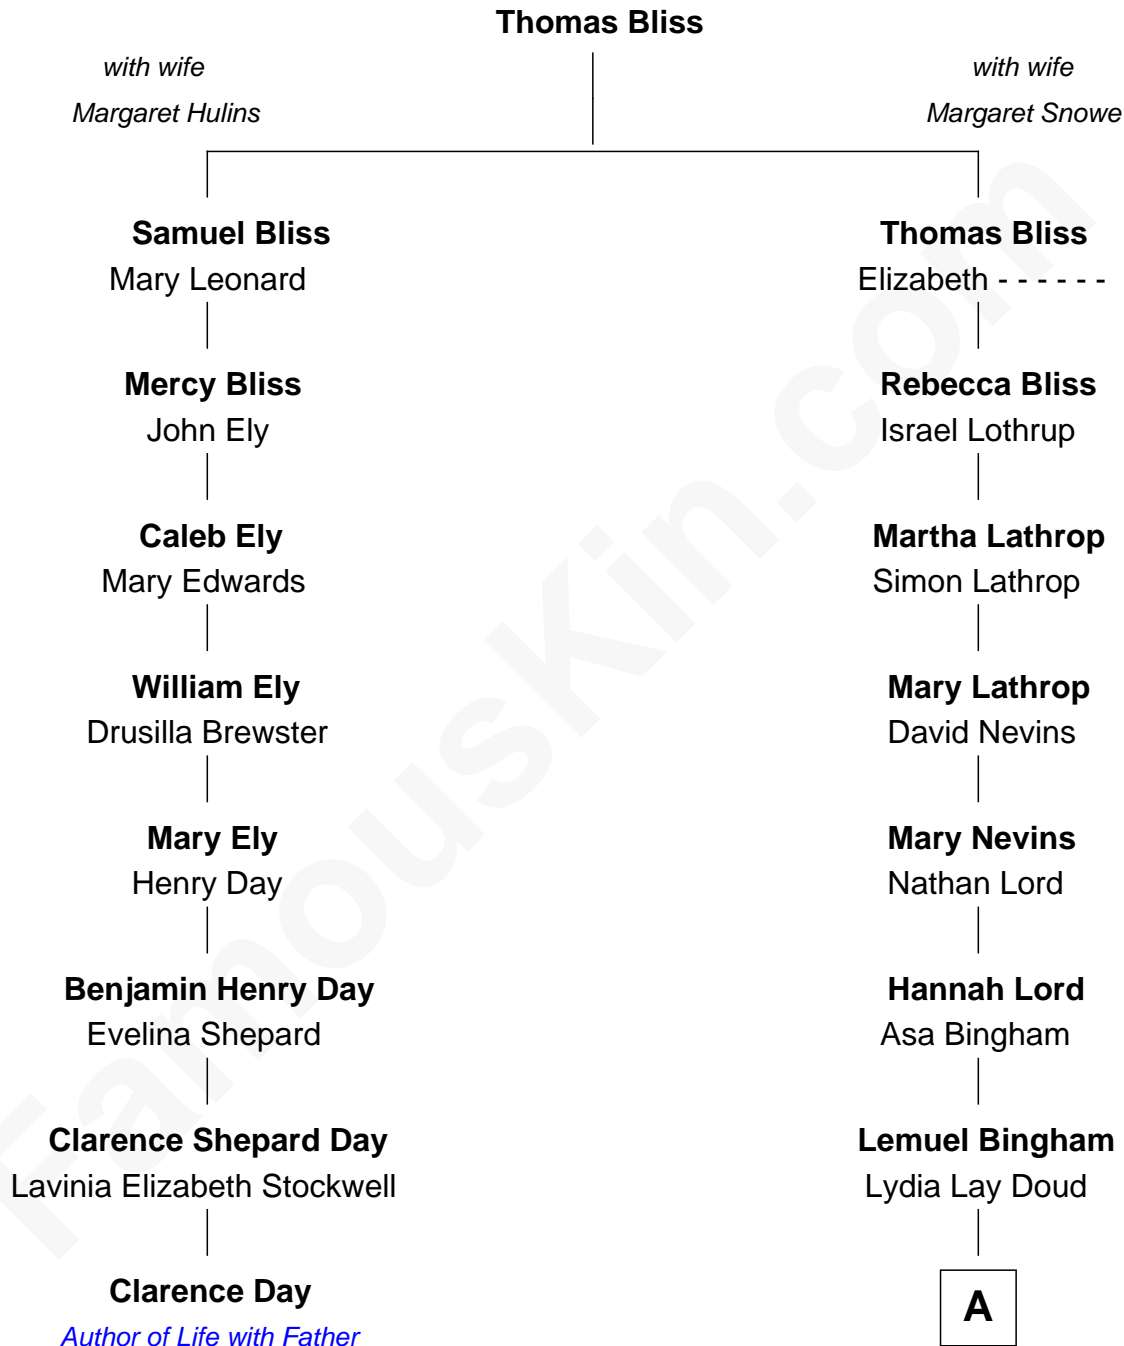 Thomas Bliss
with wife
Margaret Hulins
with wife
Margaret Snowe
Samuel Bliss
Mary Leonard
Thomas Bliss
Elizabeth - - - - - -
Mercy Bliss
John Ely
Rebecca Bliss
Israel Lothrup
Caleb Ely
Mary Edwards
Martha Lathrop
Simon Lathrop
William Ely
Drusilla Brewster
Mary Lathrop
David Nevins
Mary Ely
Henry Day
Mary Nevins
Nathan Lord
Benjamin Henry Day
Evelina Shepard
Hannah Lord
Asa Bingham
Clarence Shepard Day
Lavinia Elizabeth Stockwell
Lemuel Bingham
Lydia Lay Doud
Clarence Day
Author of Life with Father
A
FamousKin.com